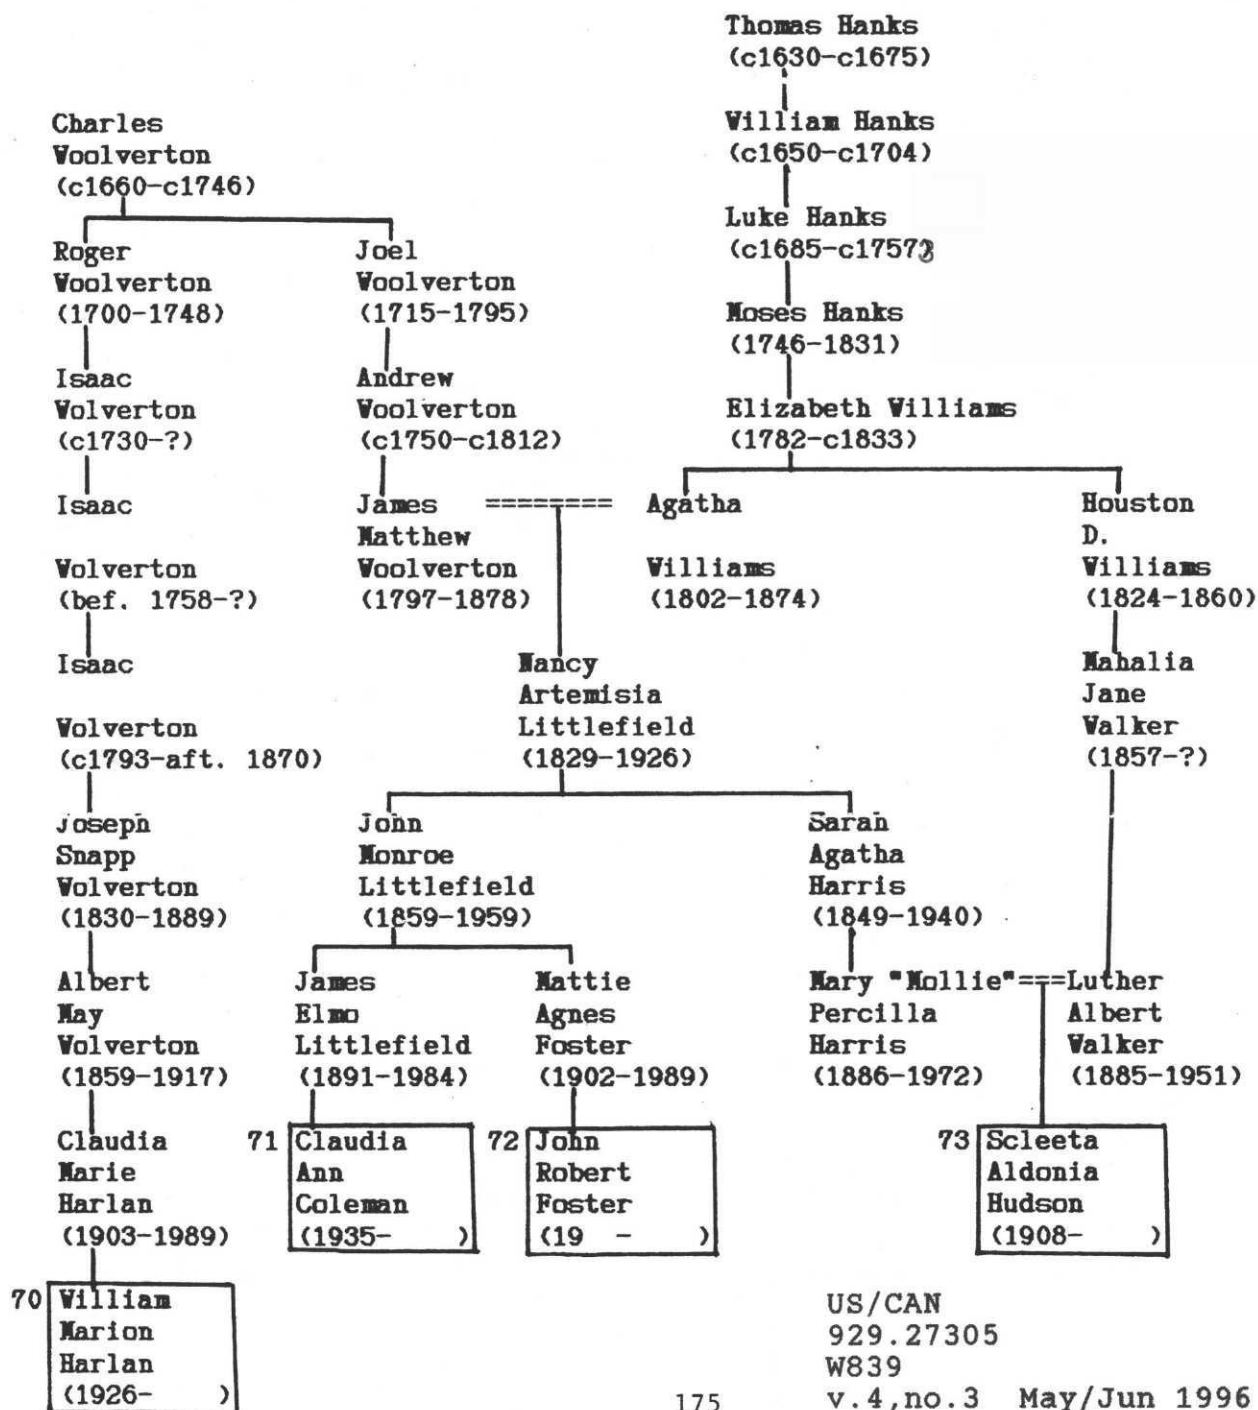 Thomas Hanks
(c1630-c1675)
William Hanks
(c1650-c1704)
Charles
Woolverton
(c1660-c1746)
Luke Hanks
(c1685-c1757)
Roger
Woolverton
(1700-1748)
Joel
Woolverton
(1715-1795)
Moses Hanks
(1746-1831)
Isaac
Wolverton
(c1730-?)
Andrew
Woolverton
(c1750-c1812)
Elizabeth Williams
(1782-c1833)
Isaac
Wolverton
(bef. 1758-?)
James ========
Matthew
Woolverton
(1797-1878)
Agatha
Williams
(1802-1874)
Houston
D.
Williams
(1824-1860)
Isaac
Wolverton
(c1793-aft. 1870)
Nancy
Artemisia
Littlefield
(1829-1926)
Mahalia
Jane
Walker
(1857-?)
Joseph
Snapp
Wolverton
(1830-1889)
John
Monroe
Littlefield
(1859-1959)
Sarah
Agatha
Harris
(1849-1940)
Albert
May
Wolverton
(1859-1917)
James
Elmo
Littlefield
(1891-1984)
Mattie
Agnes
Foster
(1902-1989)
Mary "Mollie"===Luther
Percilla
Harris
(1886-1972)
Albert
Walker
(1885-1951)
Claudia
Marie
Harlan
(1903-1989)
71 Claudia
Ann
Coleman
(1935- )
72 John
Robert
Foster
(19 - )
73 Scleeta
Aldonia
Hudson
(1908- )
70 William
Marion
Harlan
(1926- )
US/CAN
929.27305
W839
v.4,no.3 May/Jun 1996
175